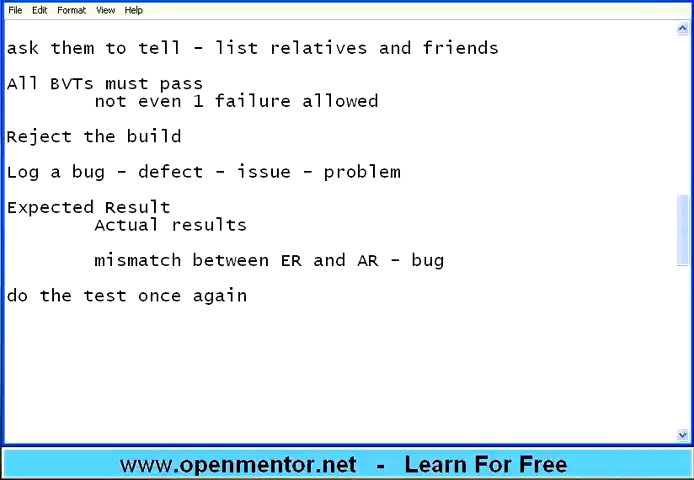 File Edit Format View Help
ask them to tell - list relatives and friends
All BVTs must pass
not even 1 failure allowed
Reject the build
Log a bug - defect - issue - problem
Expected Result
Actual results
mismatch between ER and AR - bug
do the test once again
www.openmentor.net - Learn For Free